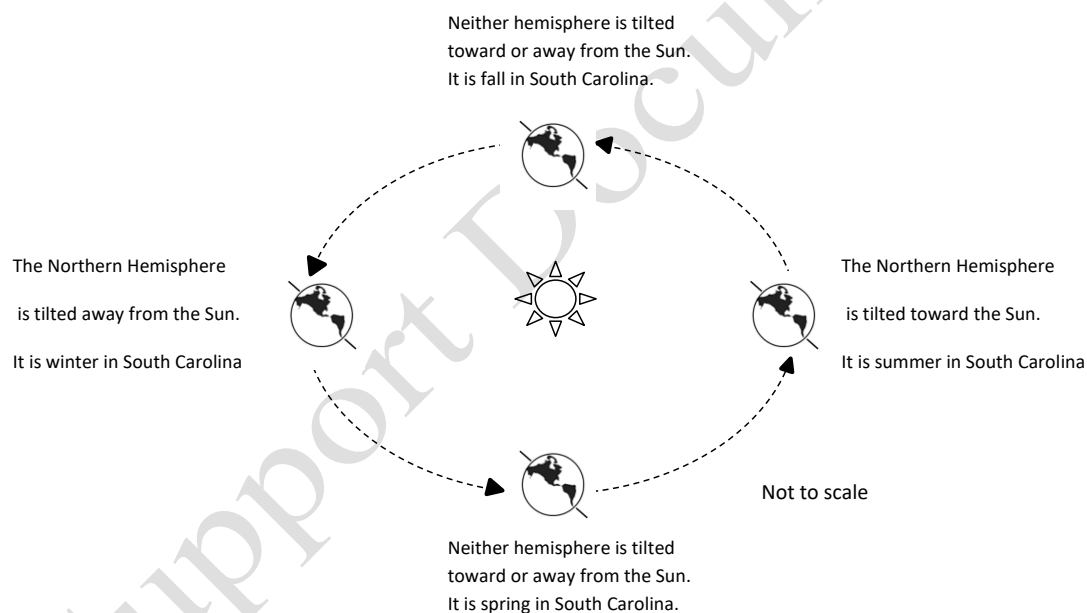 Neither hemisphere is tilted
toward or away from the Sun.
It is fall in South Carolina.
The Northern Hemisphere
is tilted away from the Sun.
It is winter in South Carolina
The Northern Hemisphere
is tilted toward the Sun.
It is summer in South Carolina
Not to scale
Neither hemisphere is tilted
toward or away from the Sun.
It is spring in South Carolina.
Support Docu